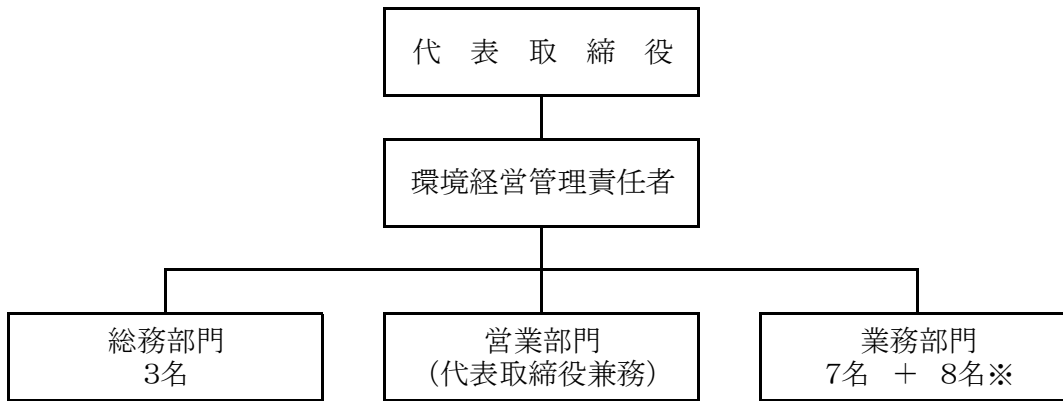 代　表　取　締　役
環境経営管理責任者
総務部門
3名
営業部門
（代表取締役兼務）
業務部門
7名　＋　8名※